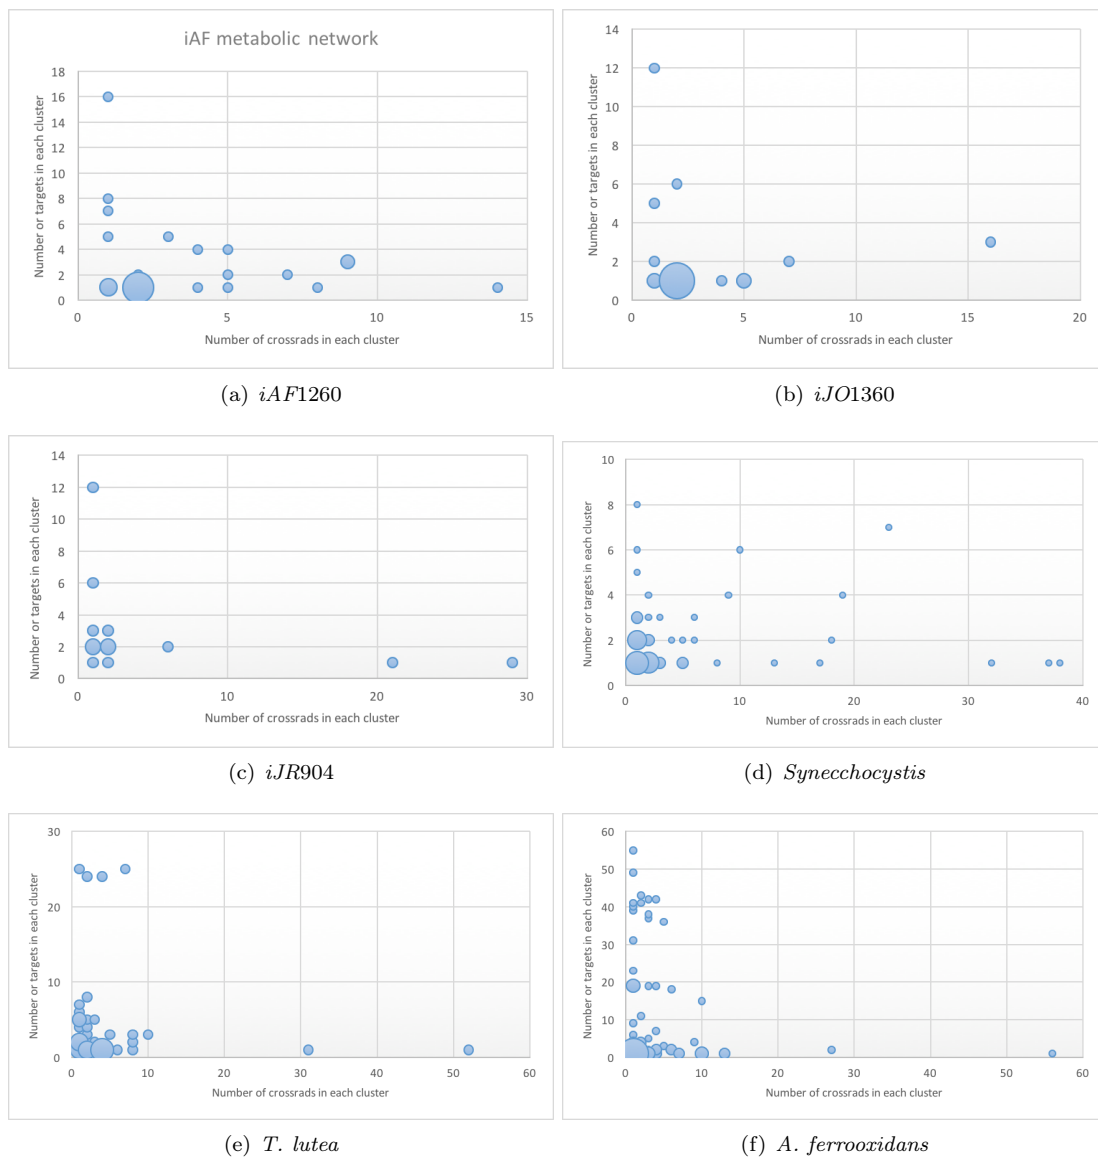 iAF metabolic network
Number or targets in each cluster
18
16
14
12
10
8
6
4
2
0
0 5 10 15
Number of crossrads in each cluster
(a) iAF1260
Number or targets in each cluster
14
12
10
8
6
4
2
0
0 5 10 15 20
Number of crossrads in each cluster
(b) iJO1360
Number or targets in each cluster
14
12
10
8
6
4
2
0
0 10 20 30
Number of crossrads in each cluster
(c) iJR904
Number or targets in each cluster
10
8
6
4
2
0
0 10 20 30 40
Number of crossrads in each cluster
(d) Synecchocystis
Number or targets in each cluster
30
20
10
0
0 10 20 30 40 50 60
Number of crossrads in each cluster
(e) T. lutea
Number or targets in each cluster
60
50
40
30
20
10
0
0 10 20 30 40 50 60
Number of crossrads in each cluster
(f) A. ferrooxidans